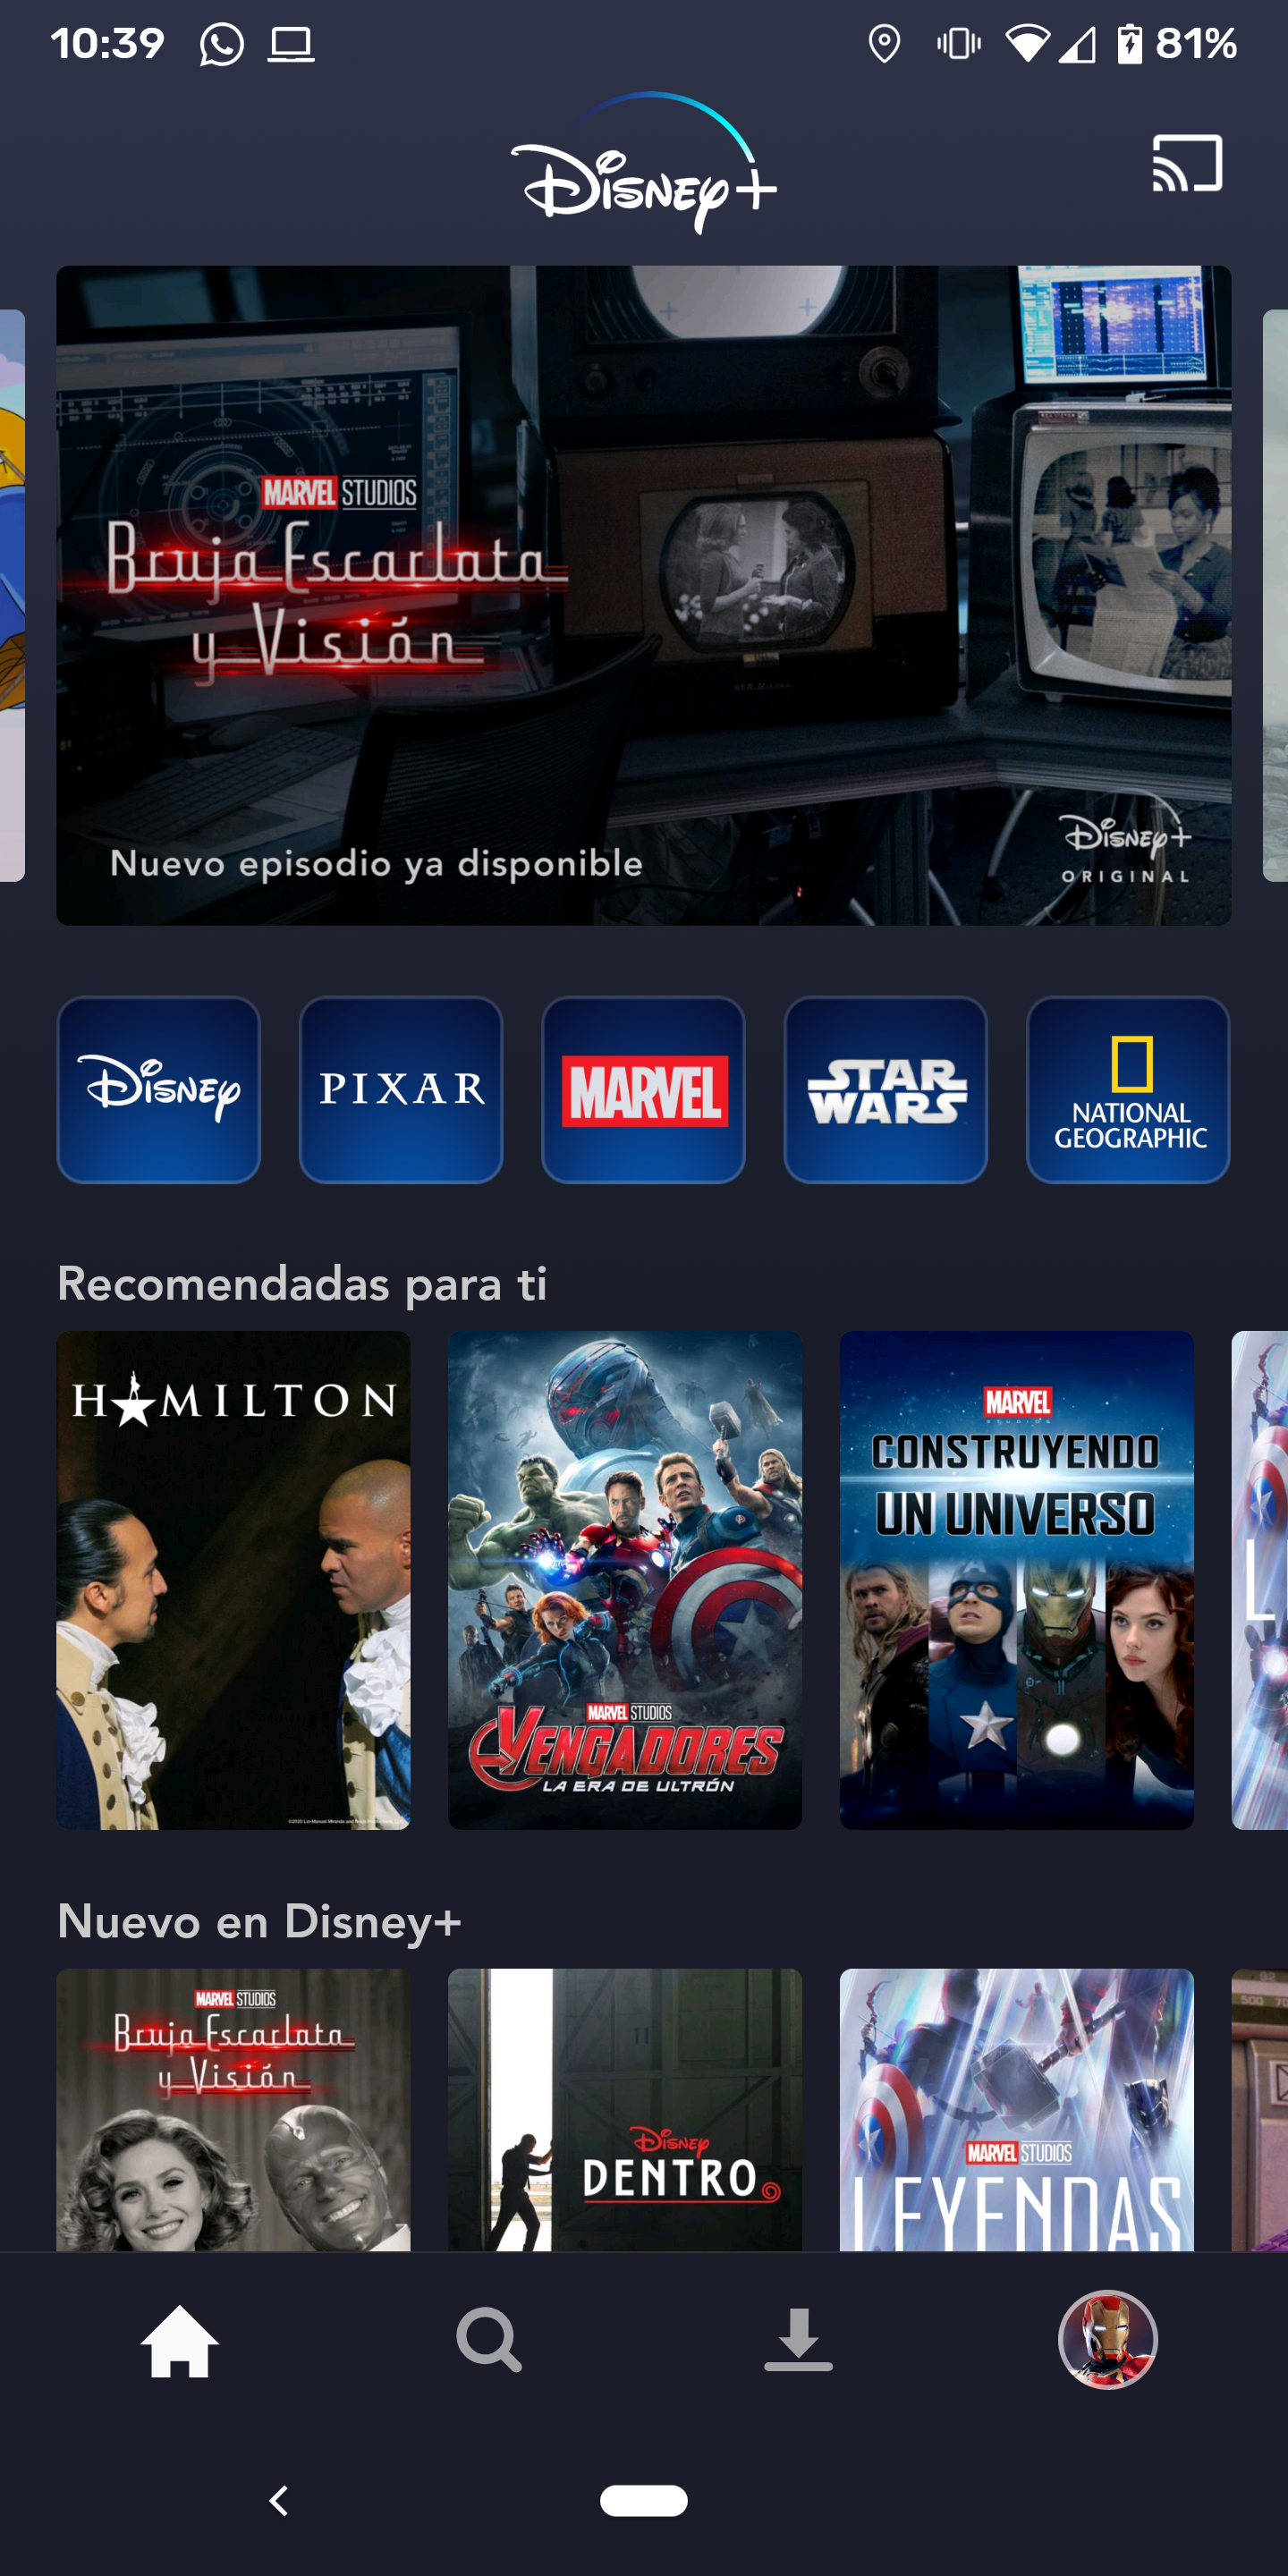 10:39
81%
Disney+
MARVEL STUDIOS
Bruja Escarlata
y Visión
Nuevo episodio ya disponible
Disney+
ORIGINAL
Disney
PIXAR
MARVEL
STAR
WARS
NATIONAL
GEOGRAPHIC
Recomendadas para ti
HAMILTON
MARVEL STUDIOS
VENGADORES
LA ERA DE ULTRÓN
MARVEL
CONSTRUYENDO
UN UNIVERSO
L
Nuevo en Disney+
MARVEL STUDIOS
Bruja Escarlata
y Visión
Disney
DENTRO
MARVEL STUDIOS
LEYENDAS